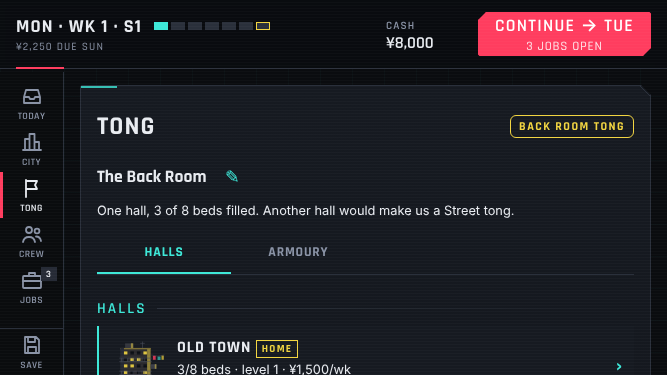 MON · WK 1 · S1
¥2,250 DUE SUN
CASH
¥8,000
CONTINUE → TUE
3 JOBS OPEN
TODAY
CITY
TONG
CREW
3
JOBS
SAVE
TONG
BACK ROOM TONG
The Back Room ✎
One hall, 3 of 8 beds filled. Another hall would make us a Street tong.
HALLS
ARMOURY
HALLS
OLD TOWN HOME
3/8 beds · level 1 · ¥1,500/wk
›